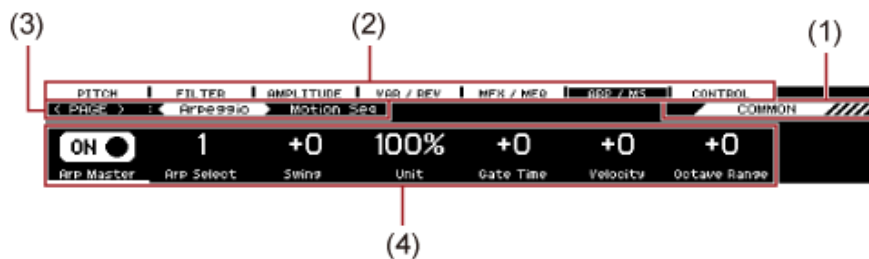 (3) (2) (1)
PITCH FILTER AMPLITUDE VAR / REV MFX / MEQ ARP / MS CONTROL
< PAGE > : Arpeggio Motion Seq COMMON
ON 1 +0 100% +0 +0 +0
Arp Master Arp Select Swing Unit Gate Time Velocity Octave Range
(4)